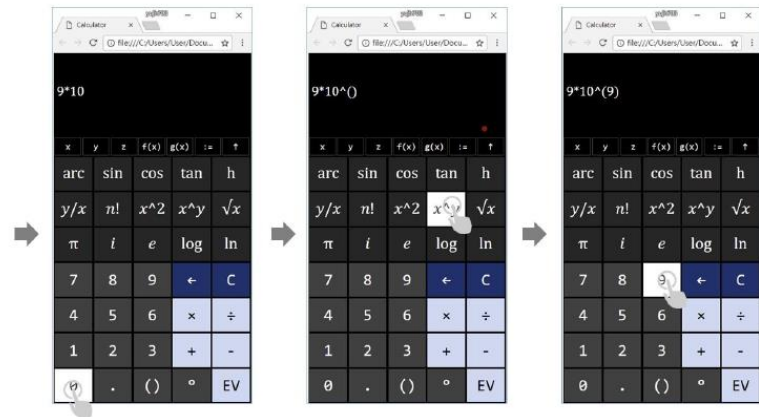 Calculator
file:///C:/Users/User/Docu...
9*10
x y z f(x) g(x) := ↑
arc sin cos tan h
y/x n! x^2 x^y √x
π i e log ln
7 8 9 ← C
4 5 6 × ÷
1 2 3 + -
0 . () ° EV
Calculator
file:///C:/Users/User/Docu...
9*10^()
x y z f(x) g(x) := ↑
arc sin cos tan h
y/x n! x^2 x^y √x
π i e log ln
7 8 9 ← C
4 5 6 × ÷
1 2 3 + -
0 . () ° EV
Calculator
file:///C:/Users/User/Docu...
9*10^(9)
x y z f(x) g(x) := ↑
arc sin cos tan h
y/x n! x^2 x^y √x
π i e log ln
7 8 9 ← C
4 5 6 × ÷
1 2 3 + -
0 . () ° EV